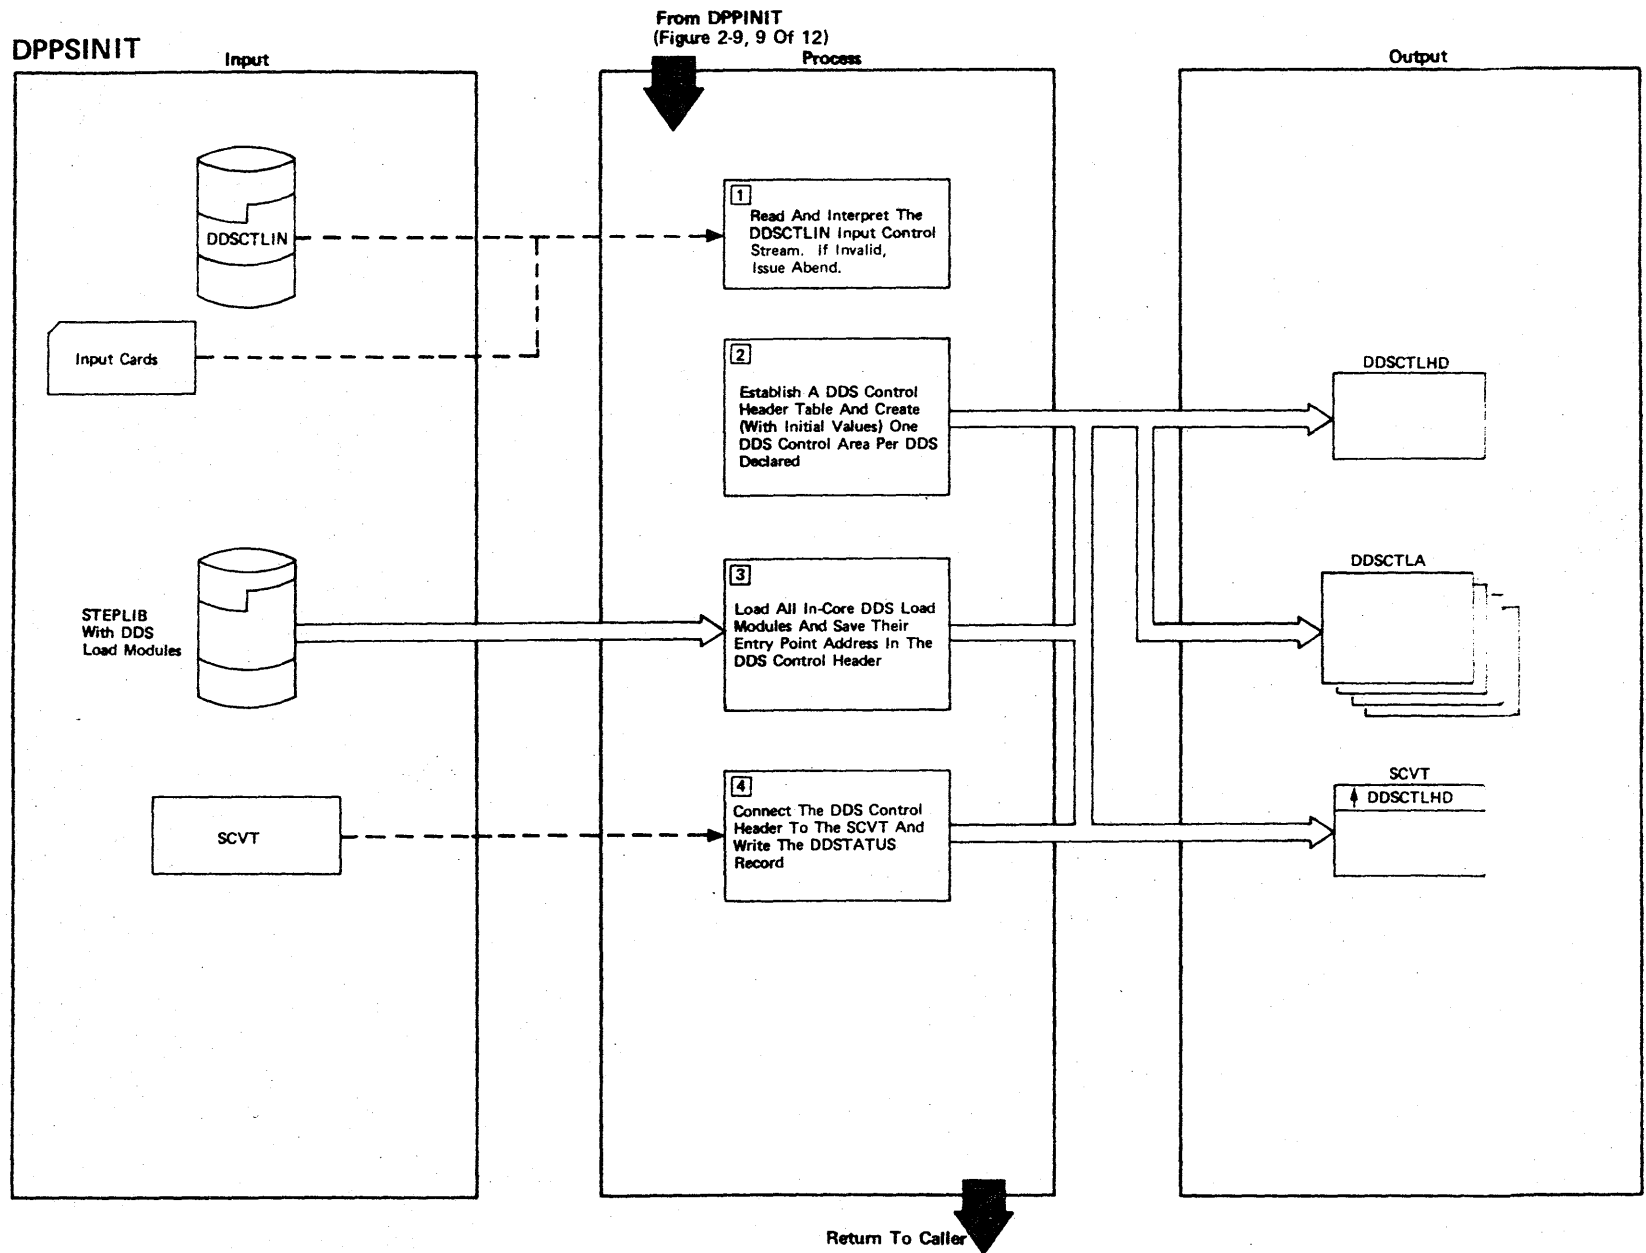 From DPPINIT
(Figure 2-9, 9 Of 12)
DPPSINIT
Input
Process
Output
DDSCTLIN
Input Cards
1
Read And Interpret The
DDSCTLIN Input Control
Stream. If Invalid,
Issue Abend.
2
Establish A DDS Control
Header Table And Create
(With Initial Values) One
DDS Control Area Per DDS
Declared
DDSCTLHD
STEPLIB
With DDS
Load Modules
3
Load All In-Core DDS Load
Modules And Save Their
Entry Point Address In The
DDS Control Header
DDSCTLA
SCVT
4
Connect The DDS Control
Header To The SCVT And
Write The DDSTATUS
Record
SCVT
DDSCTLHD
Return To Caller